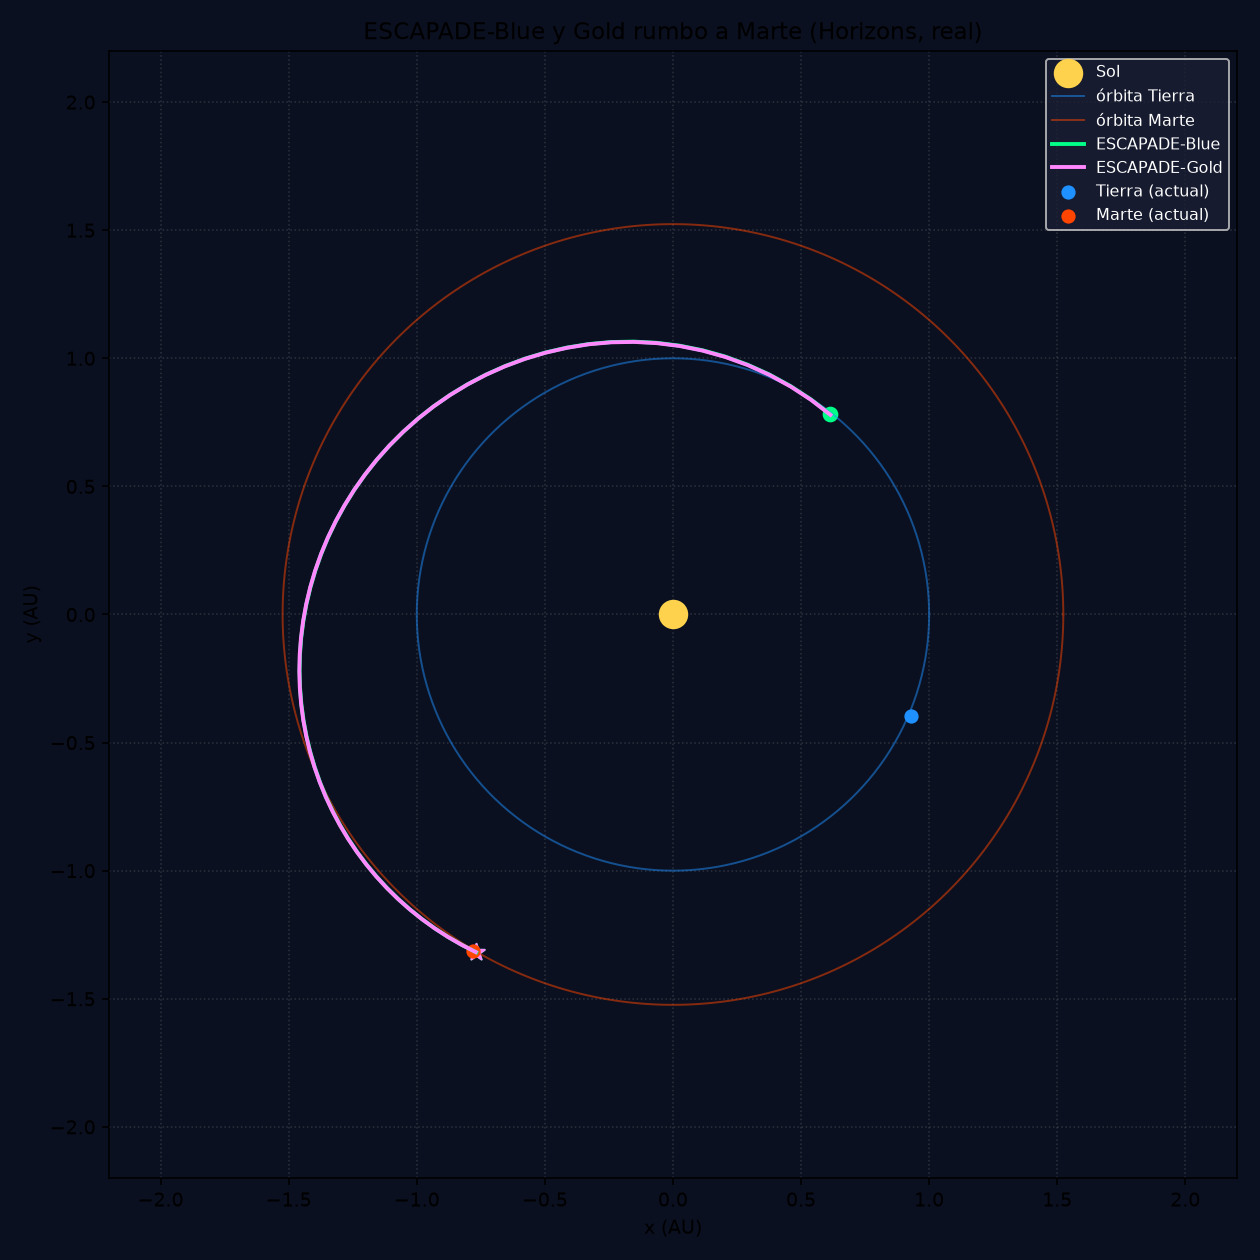 ESCAPADE-Blue y Gold rumbo a Marte (Horizons, real)
Sol
órbita Tierra
órbita Marte
ESCAPADE-Blue
ESCAPADE-Gold
Tierra (actual)
Marte (actual)
2.0
1.5
1.0
0.5
0.0
−0.5
−1.0
−1.5
−2.0
y (AU)
−2.0 −1.5 −1.0 −0.5 0.0 0.5 1.0 1.5 2.0
x (AU)